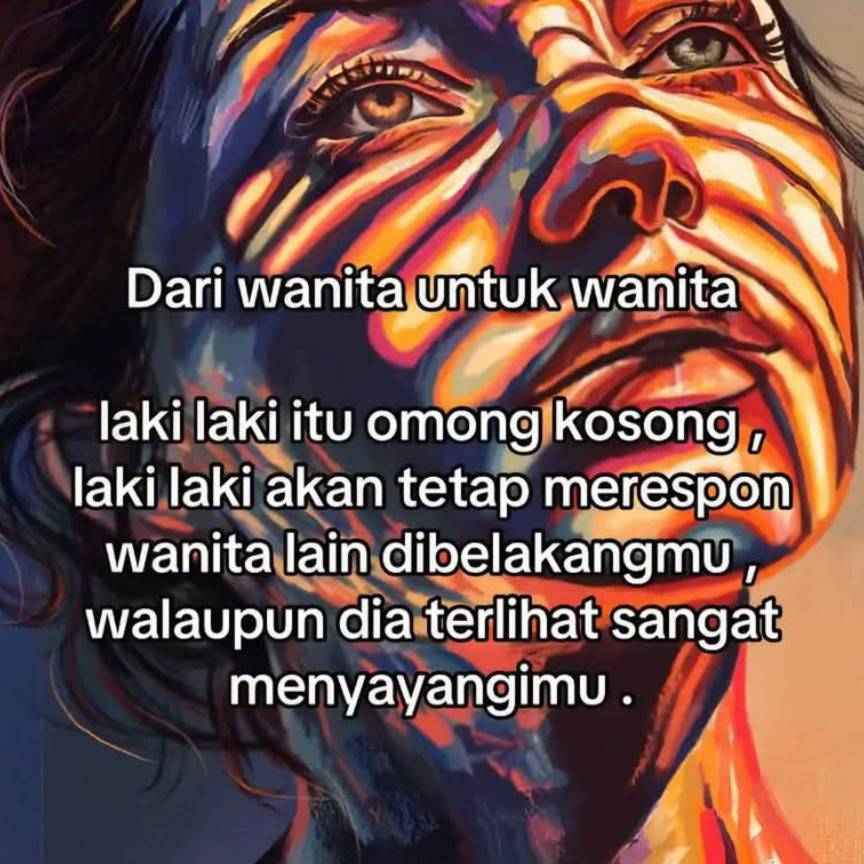 Dari wanita untuk wanita
laki laki itu omong kosong ,
laki laki akan tetap merespon
wanita lain dibelakangmu ,
walaupun dia terlihat sangat
menyayangimu .